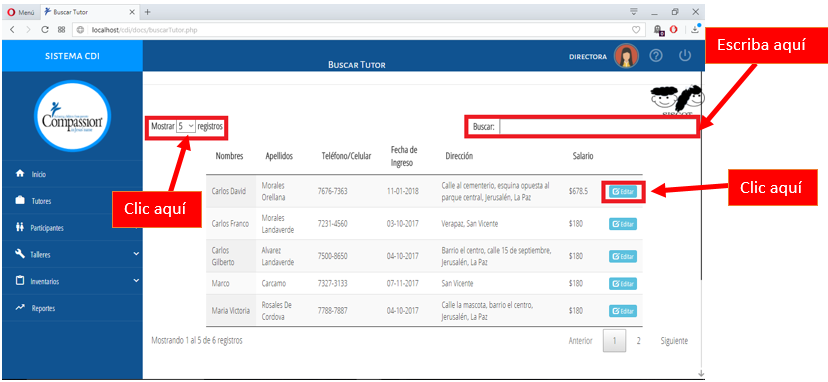 Menú
Buscar Tutor
localhost/cdi/docs/buscarTutor.php
SISTEMA CDI
BUSCAR TUTOR
DIRECTORA
Escriba aquí
Compassion
SISCOT
Mostrar 5 registros
Buscar:
Nombres Apellidos Teléfono/Celular Fecha de Ingreso Dirección Salario
Inicio
Tutores
Participantes
Talleres
Inventarios
Reportes
Clic aquí
Clic aquí
Carlos David Morales Orellana 7676-7363 11-01-2018 Calle al cementerio, esquina opuesta al parque central, Jerusalén, La Paz $678.5 Editar
Carlos Franco Morales Landaverde 7231-4560 03-10-2017 Verapaz, San Vicente $180 Editar
Carlos Gilberto Alvarez Landaverde 7500-8650 04-10-2017 Barrio el centro, calle 15 de septiembre, Jerusalén, La Paz $180 Editar
Marco Carcamo 7327-3133 07-11-2017 San Vicente $180 Editar
Maria Victoria Rosales De Cordova 7788-7887 04-10-2017 Calle la mascota, barrio el centro, Jerusalén, La Paz $180 Editar
Mostrando 1 al 5 de 6 registros
Anterior 1 2 Siguiente